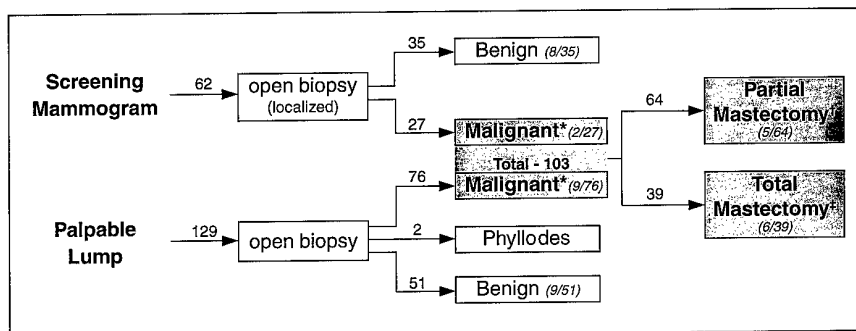 Screening
Mammogram
62
open biopsy
(localized)
35
Benign (8/35)
27
Malignant* (2/27)
Total - 103
76
Malignant* (9/76)
64
Partial
Mastectomy†
(5/64)
39
Total
Mastectomy‡
(6/39)
Palpable
Lump
129
open biopsy
2
Phyllodes
51
Benign (9/51)